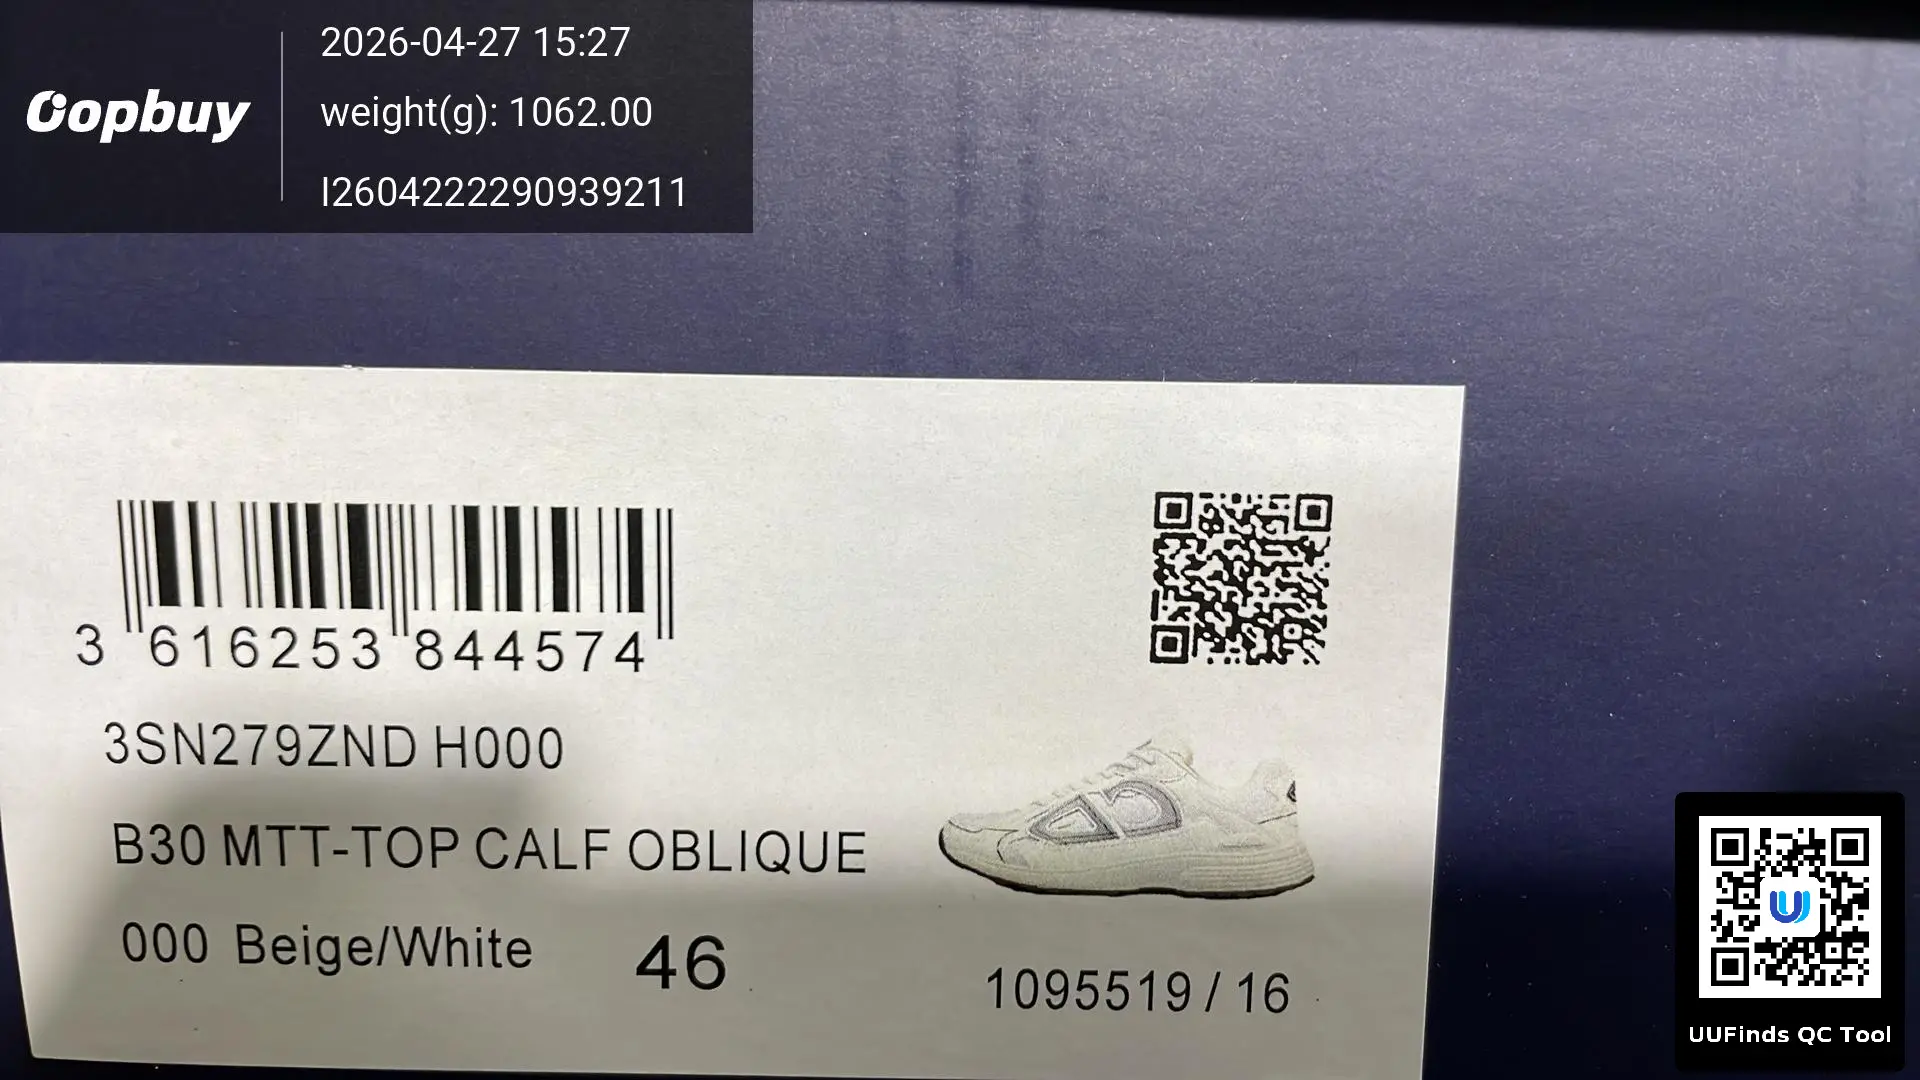 Oopbuy
2026-04-27 15:27
weight(g): 1062.00
I2604222290939211
3 616253 844574
3SN279ZND H000
B30 MTT-TOP CALF OBLIQUE
000 Beige/White 46
1095519 / 16
UUFinds QC Tool